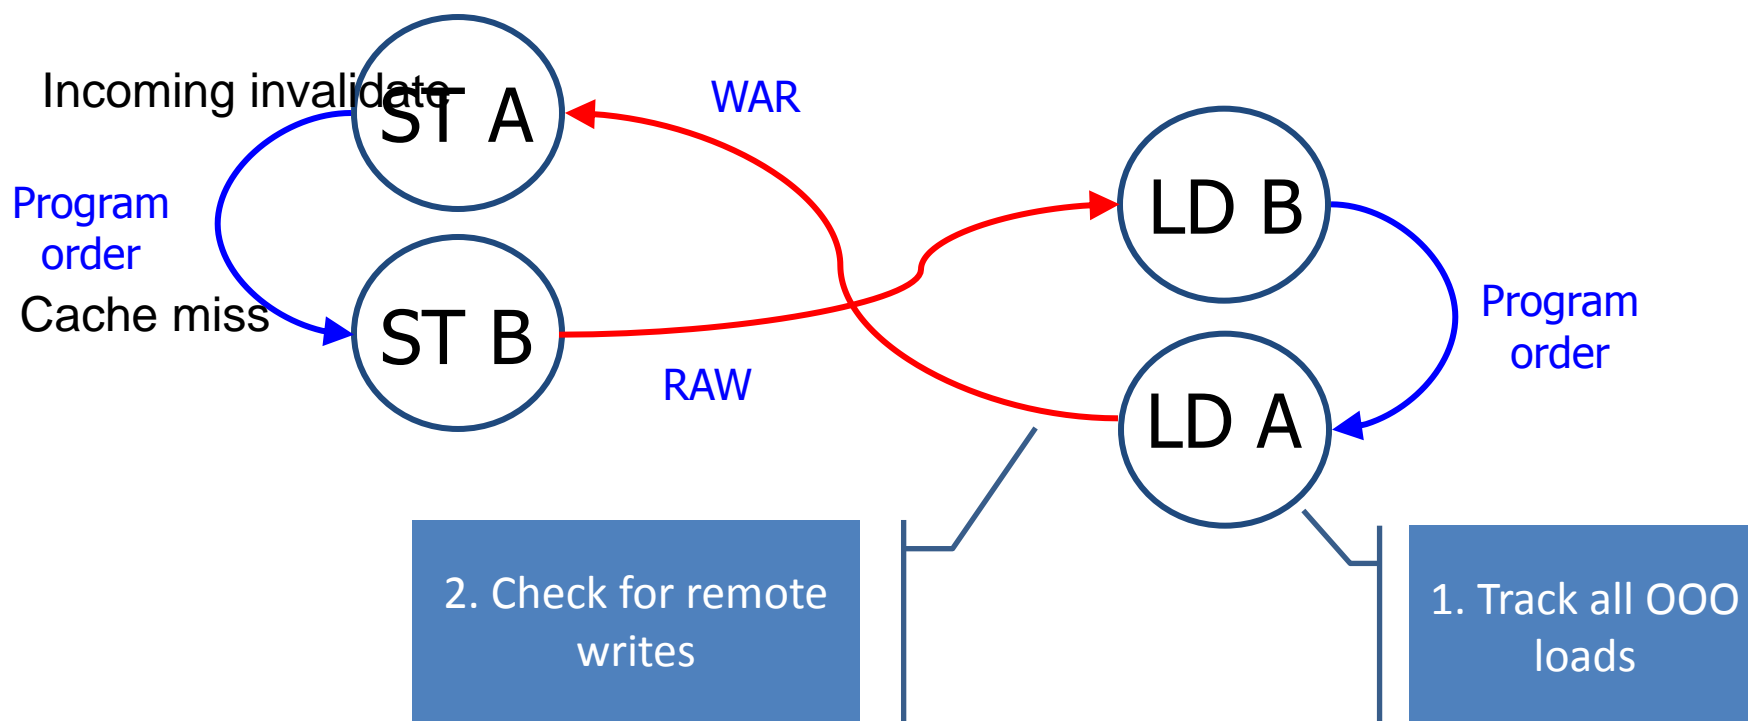 Incoming invalidate
ST A
WAR
LD B
Program
order
Cache miss
ST B
RAW
Program
order
LD A
2. Check for remote
writes
1. Track all OOO
loads